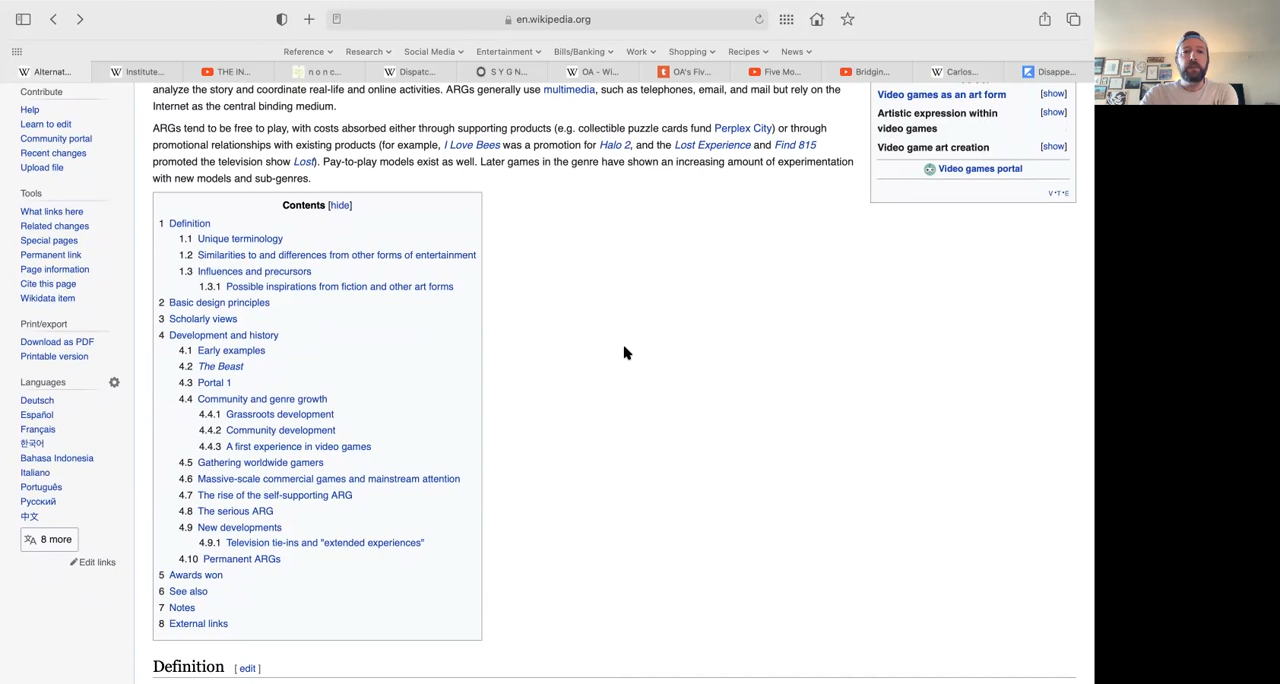 en.wikipedia.org
Reference
Research
Social Media
Entertainment
Bills/Banking
Work
Shopping
Recipes
News
Alternat...
Institute...
THE IN...
n o n c...
Dispatc...
S Y G N...
OA - Wi...
OA's Fiv...
Five Mo...
Bridgin...
Carlos...
Disappe...
Contribute
Help
Learn to edit
Community portal
Recent changes
Upload file
Tools
What links here
Related changes
Special pages
Permanent link
Page information
Cite this page
Wikidata item
Print/export
Download as PDF
Printable version
Languages
Deutsch
Español
Français
한국어
Bahasa Indonesia
Italiano
Português
Русский
中文
8 more
Edit links
analyze the story and coordinate real-life and online activities. ARGs generally use multimedia, such as telephones, email, and mail but rely on the
Internet as the central binding medium.
ARGs tend to be free to play, with costs absorbed either through supporting products (e.g. collectible puzzle cards fund Perplex City) or through
promotional relationships with existing products (for example, I Love Bees was a promotion for Halo 2, and the Lost Experience and Find 815
promoted the television show Lost). Pay-to-play models exist as well. Later games in the genre have shown an increasing amount of experimentation
with new models and sub-genres.
Contents [hide]
1 Definition
1.1 Unique terminology
1.2 Similarities to and differences from other forms of entertainment
1.3 Influences and precursors
1.3.1 Possible inspirations from fiction and other art forms
2 Basic design principles
3 Scholarly views
4 Development and history
4.1 Early examples
4.2 The Beast
4.3 Portal 1
4.4 Community and genre growth
4.4.1 Grassroots development
4.4.2 Community development
4.4.3 A first experience in video games
4.5 Gathering worldwide gamers
4.6 Massive-scale commercial games and mainstream attention
4.7 The rise of the self-supporting ARG
4.8 The serious ARG
4.9 New developments
4.9.1 Television tie-ins and "extended experiences"
4.10 Permanent ARGs
5 Awards won
6 See also
7 Notes
8 External links
Definition [ edit ]
Video games as an art form [show]
Artistic expression within [show]
video games
Video game art creation [show]
Video games portal
V•T•E